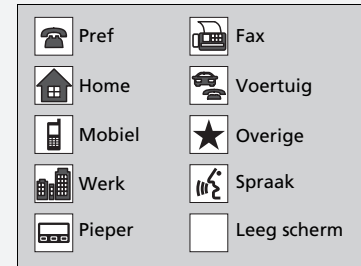 Pref
Fax
Home
Voertuig
Mobiel
Overige
Werk
Spraak
Pieper
Leeg scherm